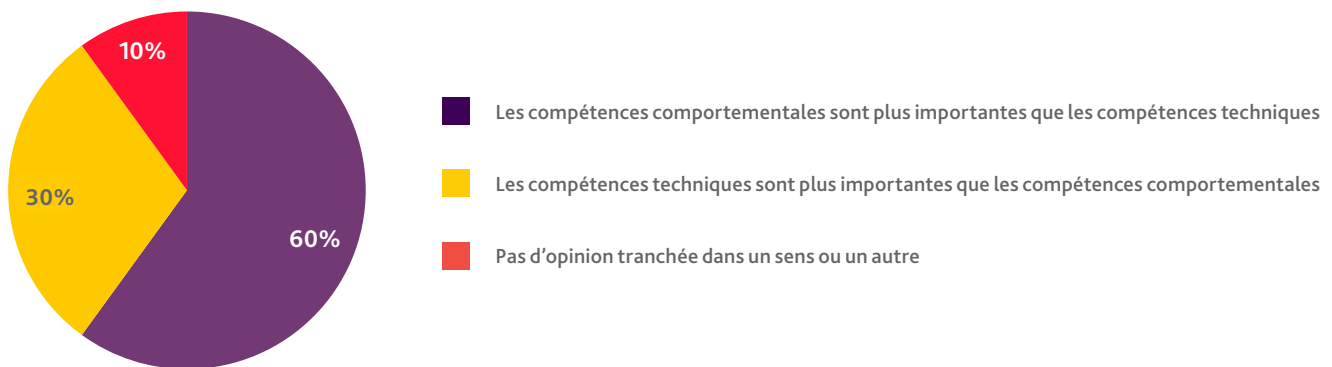 10%
30%
60%
Les compétences comportementales sont plus importantes que les compétences techniques
Les compétences techniques sont plus importantes que les compétences comportementales
Pas d’opinion tranchée dans un sens ou un autre